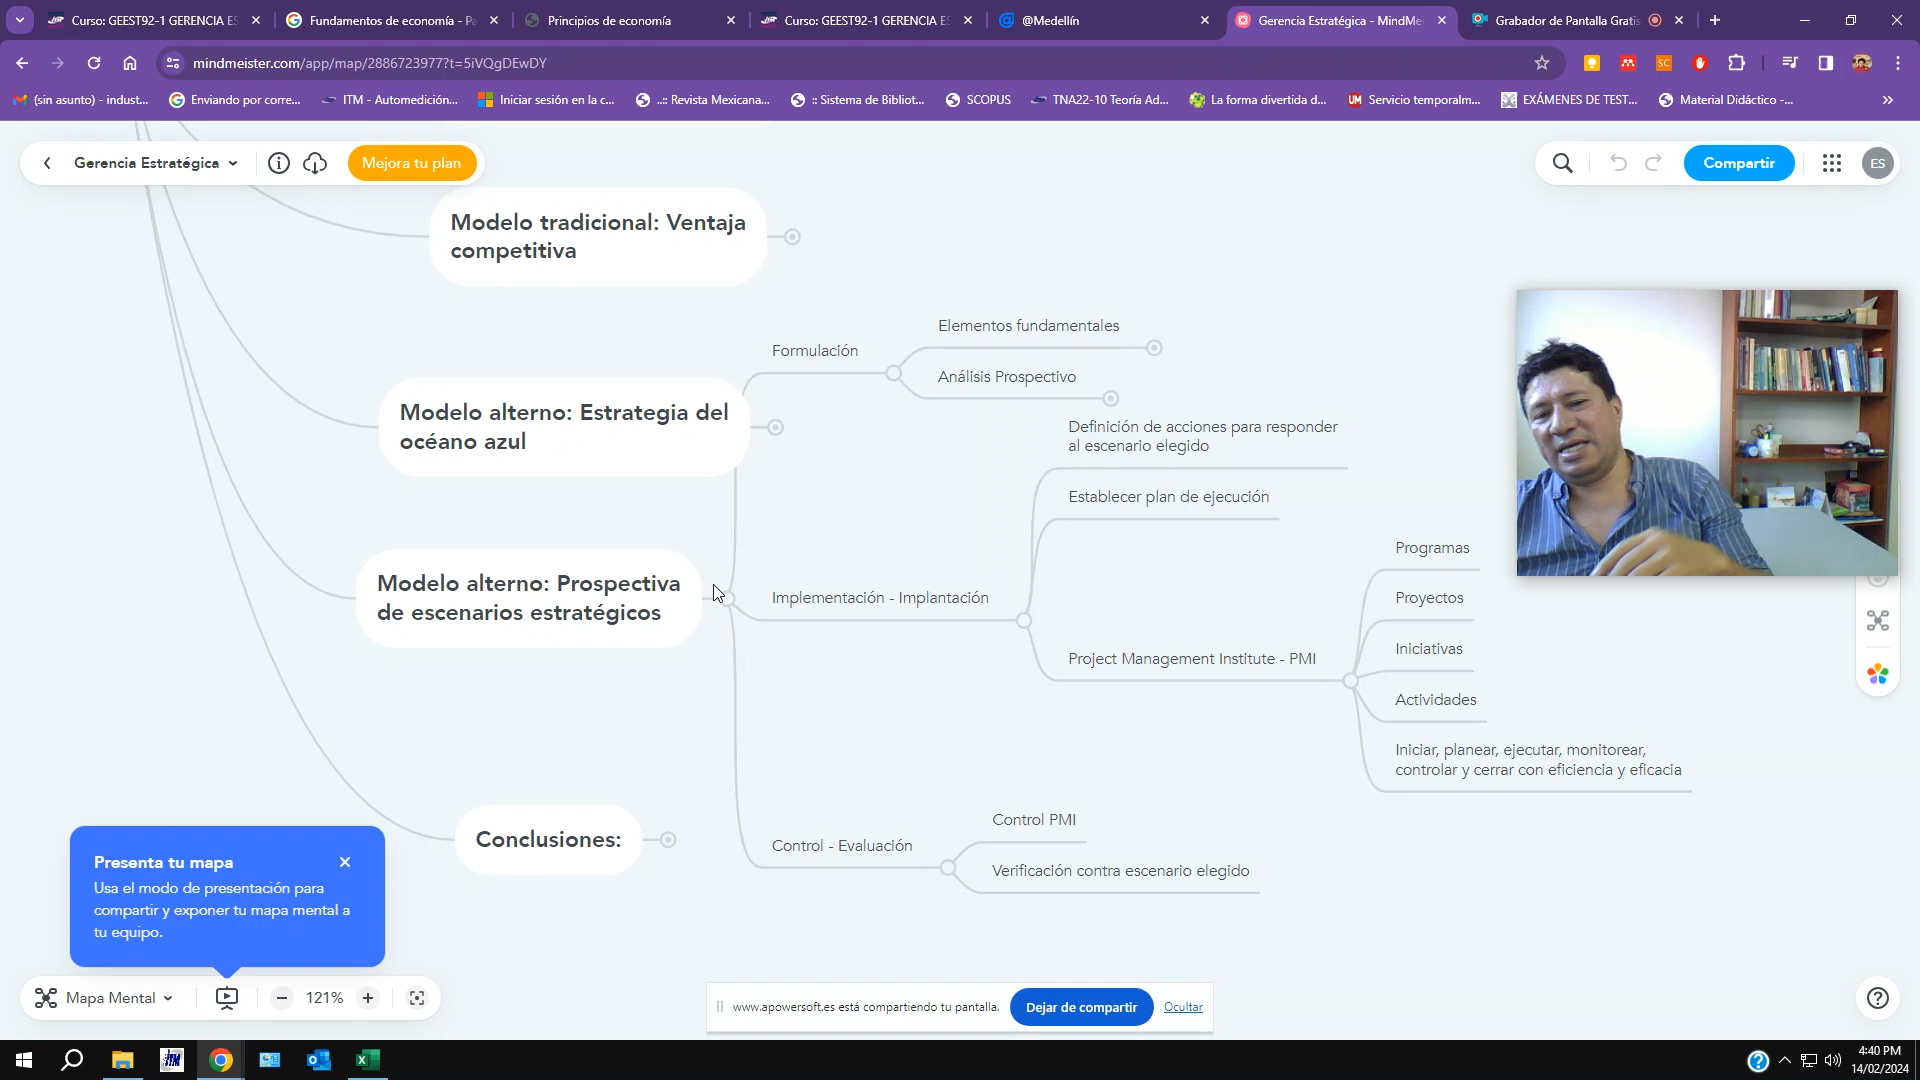 Curso: GEEST92-1 GERENCIA ES
Fundamentos de economía - Pa
Principios de economía
Curso: GEEST92-1 GERENCIA ES
@Medellín
Gerencia Estratégica - MindMei
Grabador de Pantalla Gratis
mindmeister.com/app/map/2886723977?t=5iVQgDEwDY
(sin asunto) - indust...
Enviando por corre...
ITM - Automedición...
Iniciar sesión en la c...
..:: Revista Mexicana...
:: Sistema de Bibliot...
SCOPUS
TNA22-10 Teoría Ad...
La forma divertida d...
UM Servicio temporalm...
EXÁMENES DE TEST...
Material Didáctico -...
Gerencia Estratégica
Mejora tu plan
Compartir
ES
Modelo tradicional: Ventaja
competitiva
Elementos fundamentales
Formulación
Análisis Prospectivo
Modelo alterno: Estrategia del
océano azul
Definición de acciones para responder
al escenario elegido
Establecer plan de ejecución
Programas
Modelo alterno: Prospectiva
de escenarios estratégicos
Implementación - Implantación
Proyectos
Iniciativas
Project Management Institute - PMI
Actividades
Iniciar, planear, ejecutar, monitorear,
controlar y cerrar con eficiencia y eficacia
Control PMI
Conclusiones:
Control - Evaluación
Verificación contra escenario elegido
Presenta tu mapa
Usa el modo de presentación para
compartir y exponer tu mapa mental a
tu equipo.
Mapa Mental
121%
www.apowersoft.es está compartiendo tu pantalla.
Dejar de compartir
Ocultar
4:40 PM
14/02/2024